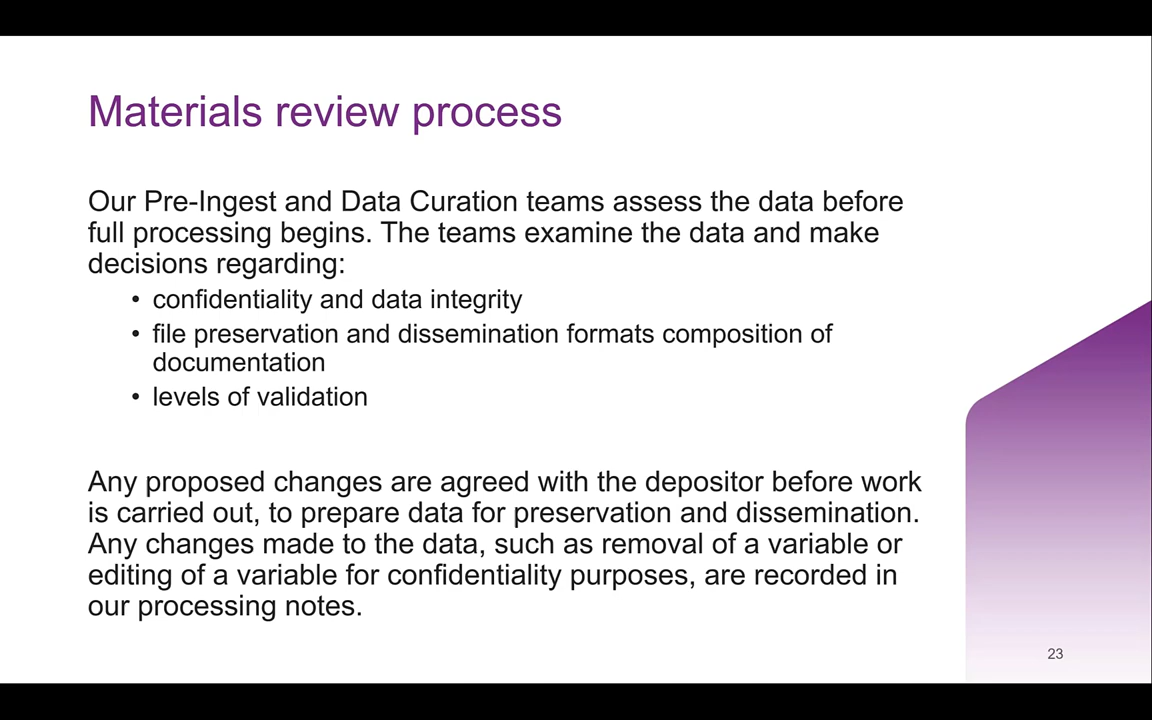 Materials review process
Our Pre-Ingest and Data Curation teams assess the data before
full processing begins. The teams examine the data and make
decisions regarding:
• confidentiality and data integrity
• file preservation and dissemination formats composition of
documentation
• levels of validation
Any proposed changes are agreed with the depositor before work
is carried out, to prepare data for preservation and dissemination.
Any changes made to the data, such as removal of a variable or
editing of a variable for confidentiality purposes, are recorded in
our processing notes.
23